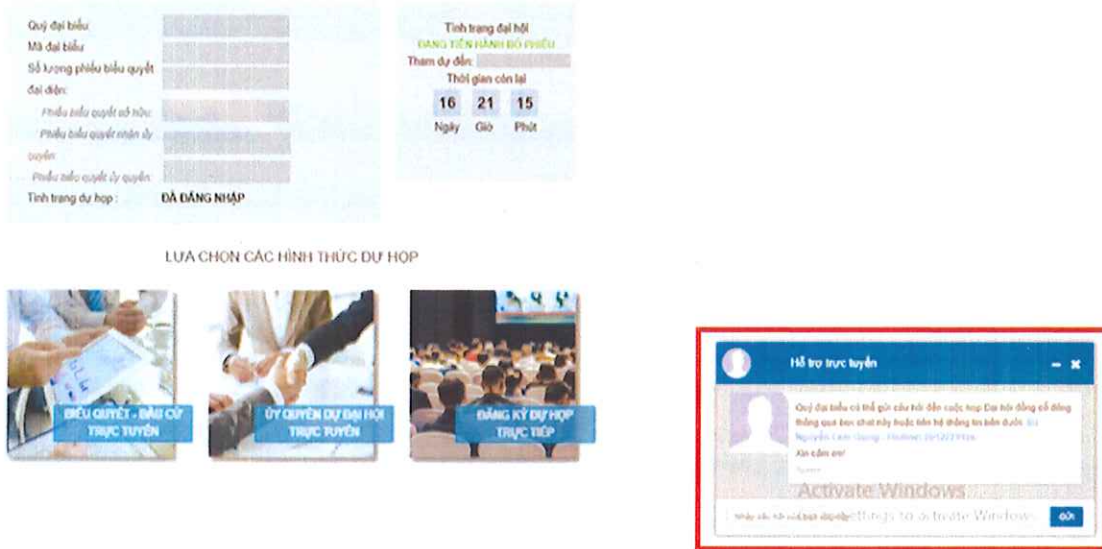 Quý đại biểu:
Mã đại biểu
Số lượng phiếu biểu quyết
đại diện:
Phiếu biểu quyết sở hữu:
Phiếu biểu quyết nhận ủy
quyền:
Phiếu biểu quyết ủy quyền:
Tình trạng dự họp :
ĐÃ ĐĂNG NHẬP
Tình trạng đại hội
ĐANG TIẾN HÀNH BỎ PHIẾU
Tham dự đến:
Thời gian còn lại
16 21 15
Ngày Giờ Phút
LỰA CHỌN CÁC HÌNH THỨC DỰ HỌP
BIỂU QUYẾT - BẦU CỬ
TRỰC TUYẾN
ỦY QUYỀN DỰ ĐẠI HỘI
TRỰC TUYẾN
ĐĂNG KÝ DỰ HỌP
TRỰC TIẾP
Hỗ trợ trực tuyến
Quý đại biểu có thể gửi câu hỏi đến cuộc họp Đại hội đồng cổ đông
thông qua box chat này hoặc liên hệ thông tin bên dưới:
Xin cảm ơn!
Activate Windows
settings to activate Windows
GỬI